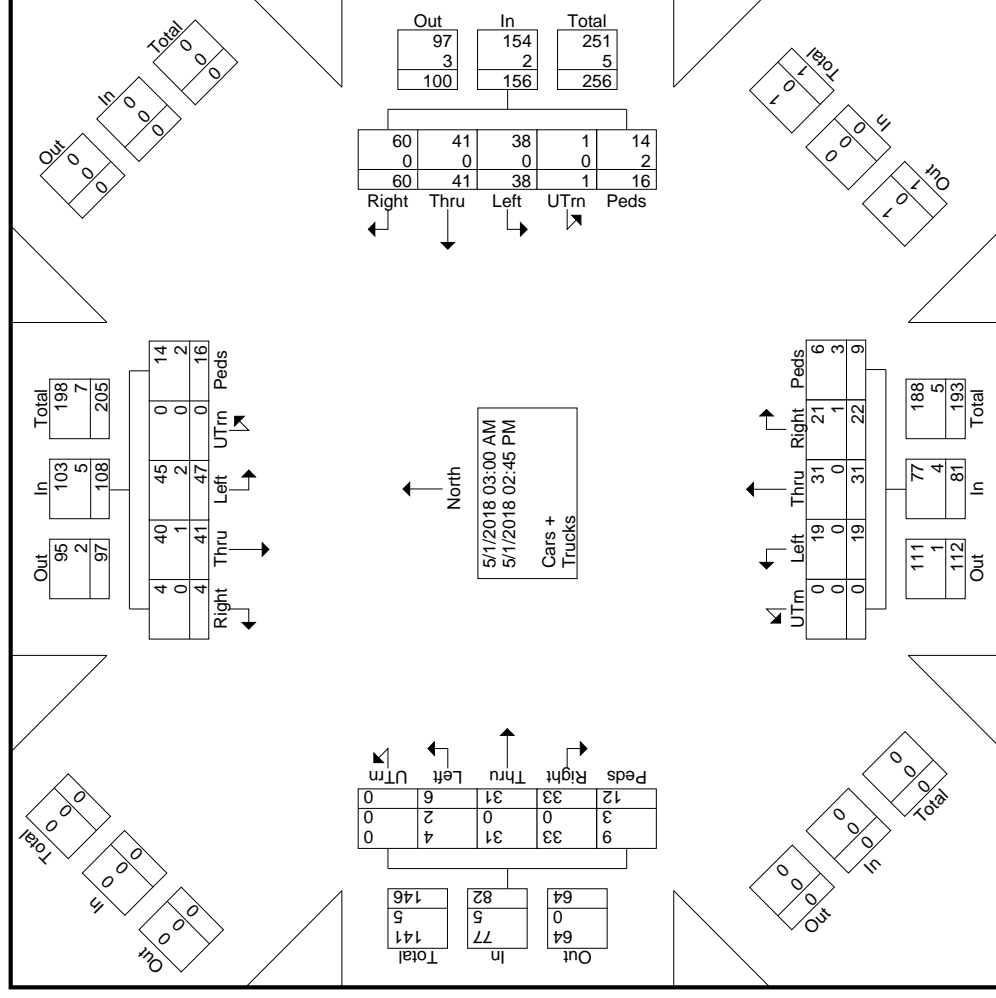 Out
0
0
0
In
0
0
0
Total
0
0
0
Out In Total
97 154 251
3 2 5
100 156 256
60 41 38 1 14
0 0 0 0 2
60 41 38 1 16
Right Thru Left UTrn Peds
Total
1
0
1
In
0
0
0
Out
1
0
1
Out In Total
95 103 198
2 5 7
97 108 205
4 40 45 0 14
0 1 2 0 2
4 41 47 0 16
Right Thru Left UTrn Peds
North
5/1/2018 03:00 AM
5/1/2018 02:45 PM
Cars +
Trucks
UTrn Left Thru Right Peds
0 19 31 21 6
0 0 0 1 3
0 19 31 22 9
111 77 188
1 4 5
112 81 193
Out In Total
Total
0
0
0
In
0
0
0
Out
0
0
0
Peds Right Thru Left UTrn
12 33 31 6 0
3 0 0 2 0
9 33 31 4 0
64 82 146
0 5 5
64 77 141
Out In Total
Out
0
0
0
In
0
0
0
Total
0
0
0